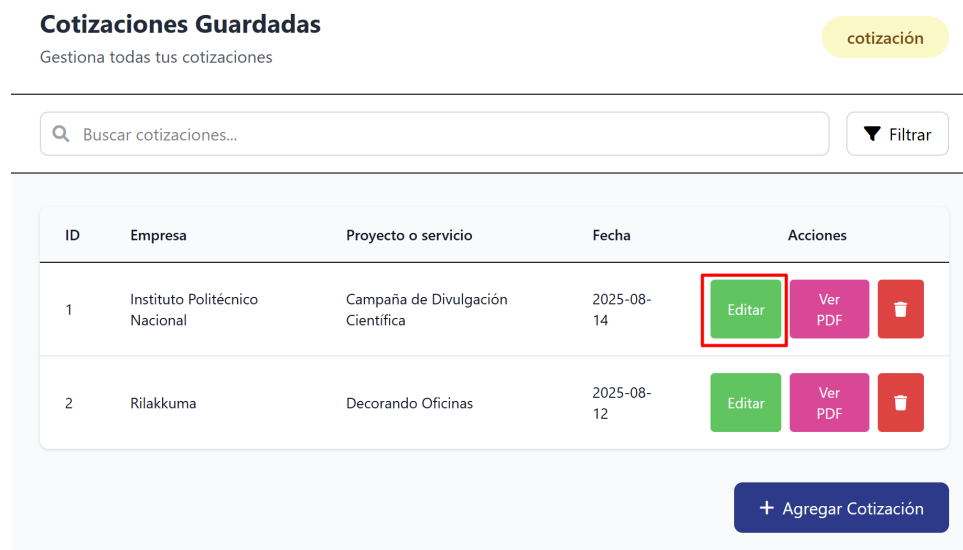 Cotizaciones Guardadas
Gestiona todas tus cotizaciones
cotización
Buscar cotizaciones...
Filtrar
ID Empresa Proyecto o servicio Fecha Acciones
1 Instituto Politécnico Nacional Campaña de Divulgación Científica 2025-08-14 Editar Ver PDF
2 Rilakkuma Decorando Oficinas 2025-08-12 Editar Ver PDF
+ Agregar Cotización